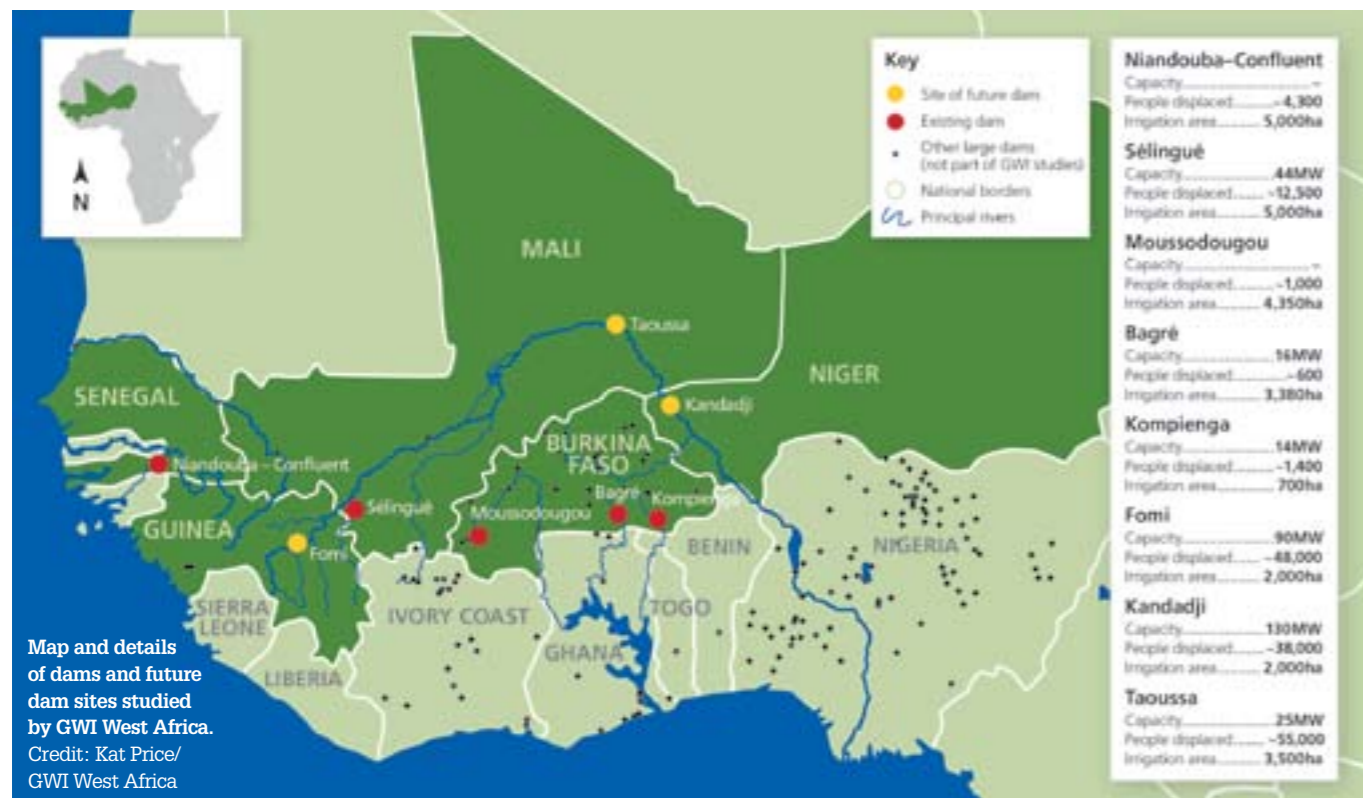 N
MALI
Taoussa
NIGER
SENEGAL
Kandadji
BURKINA
FASO
Niandouba - Confluent
Sélingué
Bagré
Kompienga
Moussodougou
GUINEA
Fomi
BENIN
NIGERIA
SIERRA
LEONE
IVORY COAST
TOGO
GHANA
LIBERIA
Map and details
of dams and future
dam sites studied
by GWI West Africa.
Credit: Kat Price/
GWI West Africa
Key
Site of future dam
Existing dam
Other large dams
(not part of GWI studies)
National borders
Principal rivers
Niandouba–Confluent
Capacity..............................–
People displaced........~4,300
Irrigation area.......... 5,000ha
Sélingué
Capacity..........................44MW
People displaced....... ~12,500
Irrigation area.......... 5,000ha
Moussodougou
Capacity..............................–
People displaced..........~1,000
Irrigation area.......... 4,350ha
Bagré
Capacity..........................16MW
People displaced..............~600
Irrigation area.......... 3,380ha
Kompienga
Capacity..........................14MW
People displaced..........~1,400
Irrigation area............. 700ha
Fomi
Capacity..........................90MW
People displaced........~48,000
Irrigation area.......... 2,000ha
Kandadji
Capacity........................130MW
People displaced........~38,000
Irrigation area.......... 2,000ha
Taoussa
Capacity..........................25MW
People displaced....... ~55,000
Irrigation area.......... 3,500ha